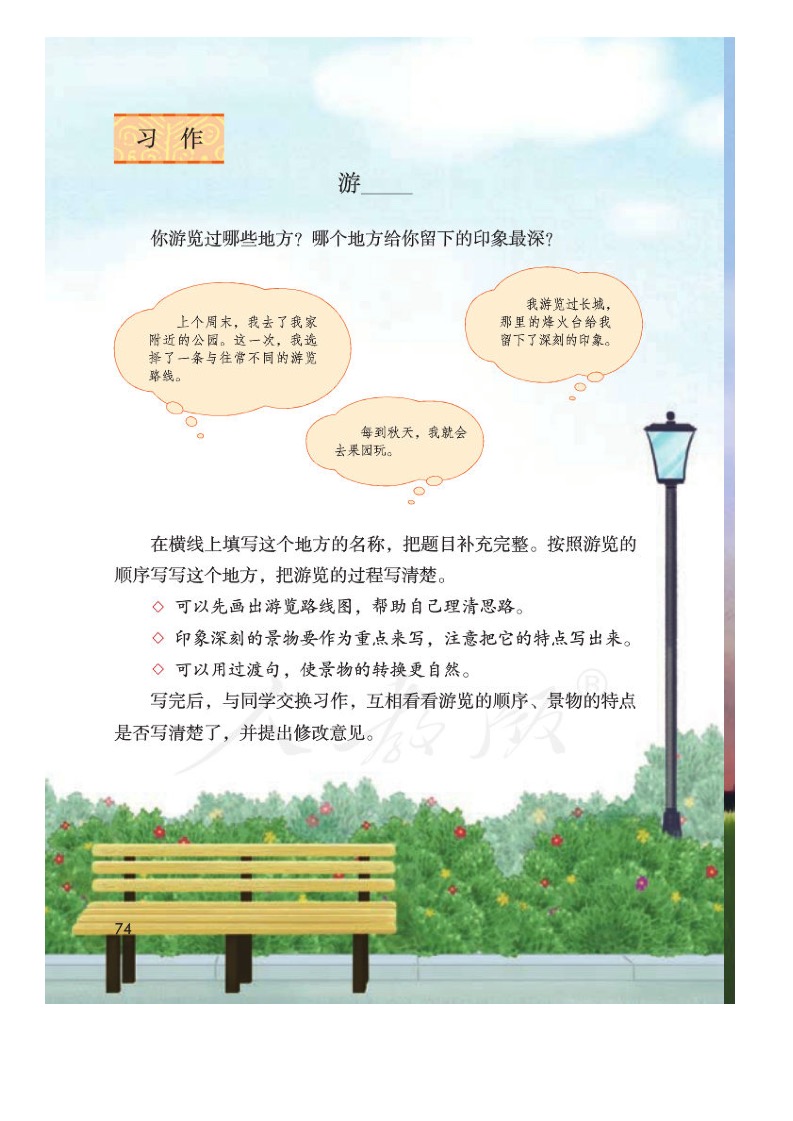 习 作
游____
你游览过哪些地方？哪个地方给你留下的印象最深？
上个周末，我去了我家
附近的公园。这一次，我选
择了一条与往常不同的游览
路线。
我游览过长城，
那里的烽火台给我
留下了深刻的印象。
每到秋天，我就会
去果园玩。
在横线上填写这个地方的名称，把题目补充完整。按照游览的
顺序写写这个地方，把游览的过程写清楚。
◇ 可以先画出游览路线图，帮助自己理清思路。
◇ 印象深刻的景物要作为重点来写，注意把它的特点写出来。
◇ 可以用过渡句，使景物的转换更自然。
写完后，与同学交换习作，互相看看游览的顺序、景物的特点
是否写清楚了，并提出修改意见。
人教版®
74